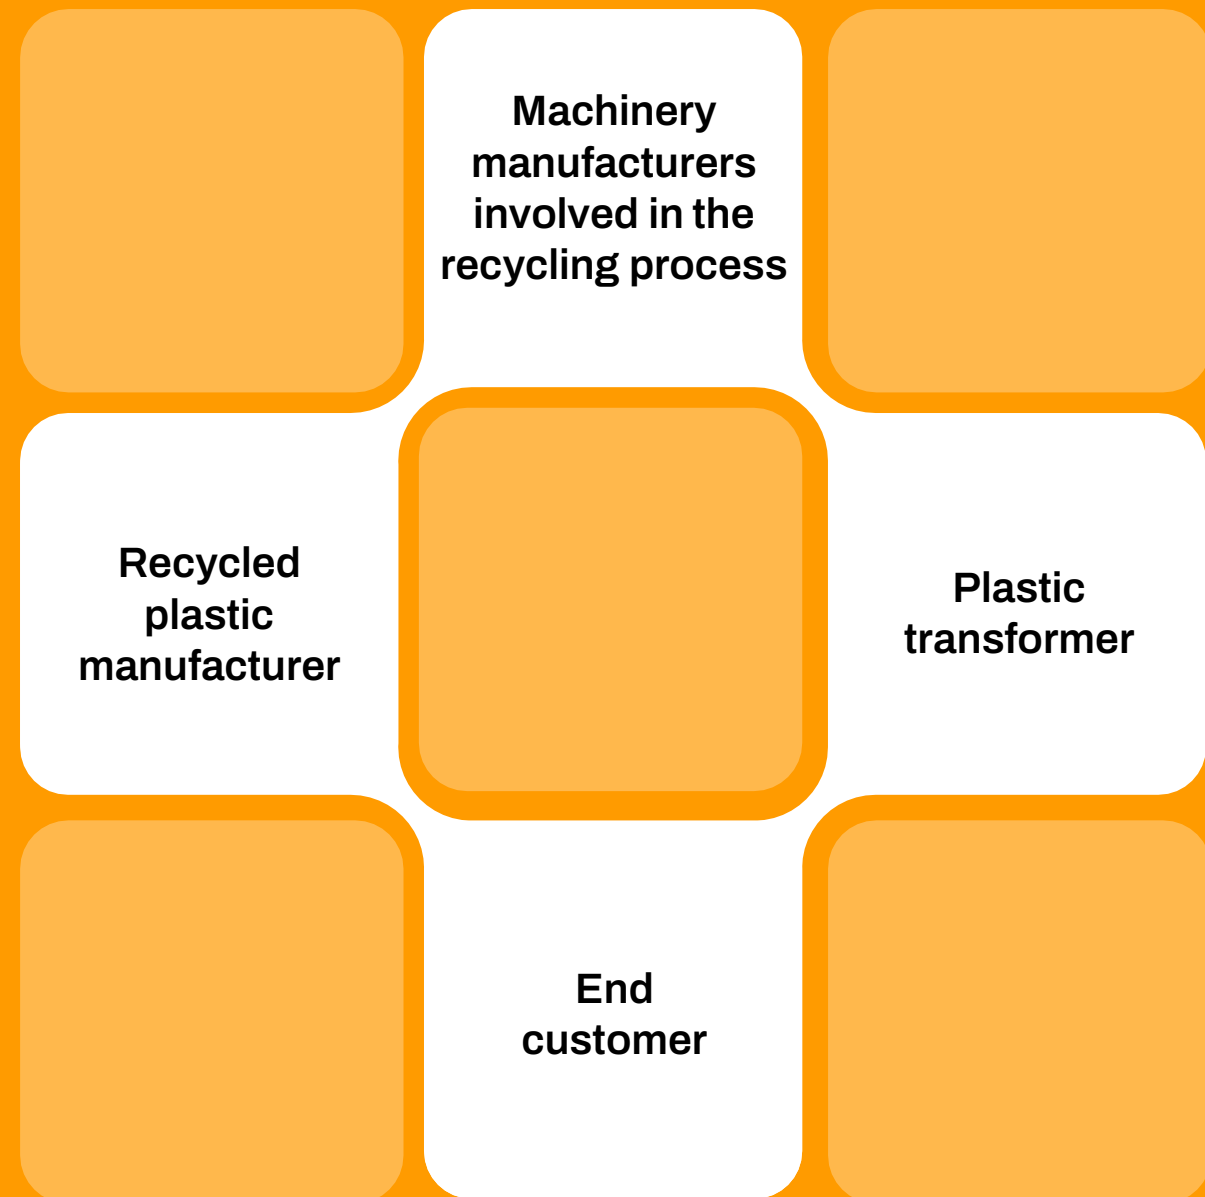 Machinery
manufacturers
involved in the
recycling process
Recycled
plastic
manufacturer
Plastic
transformer
End
customer